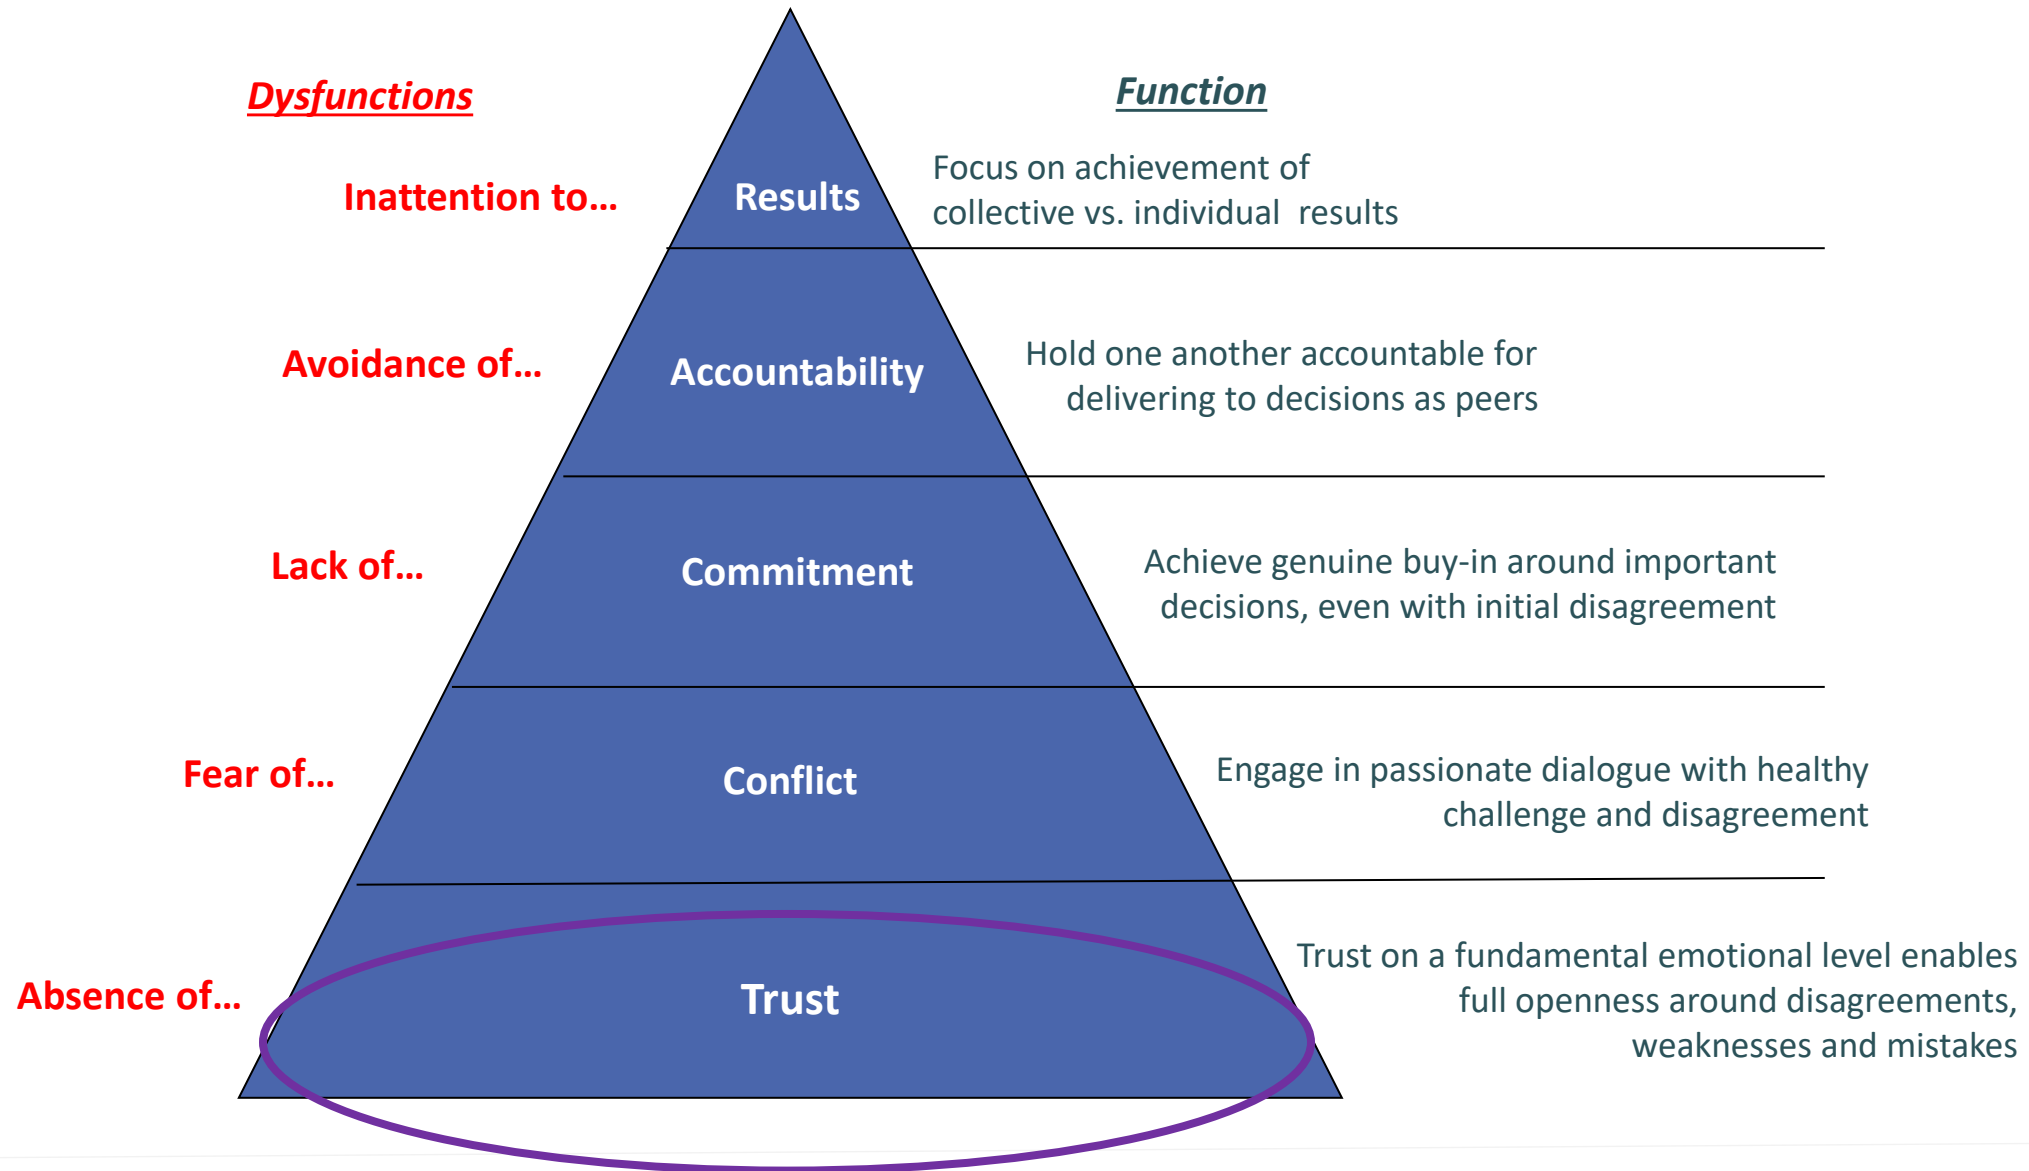 Dysfunctions
Function
Inattention to…
Results
Focus on achievement of
collective vs. individual  results
Avoidance of…
Accountability
Hold one another accountable for
delivering to decisions as peers
Lack of…
Commitment
Achieve genuine buy-in around important
decisions, even with initial disagreement
Fear of…
Conflict
Engage in passionate dialogue with healthy
challenge and disagreement
Absence of…
Trust
Trust on a fundamental emotional level enables
full openness around disagreements,
weaknesses and mistakes